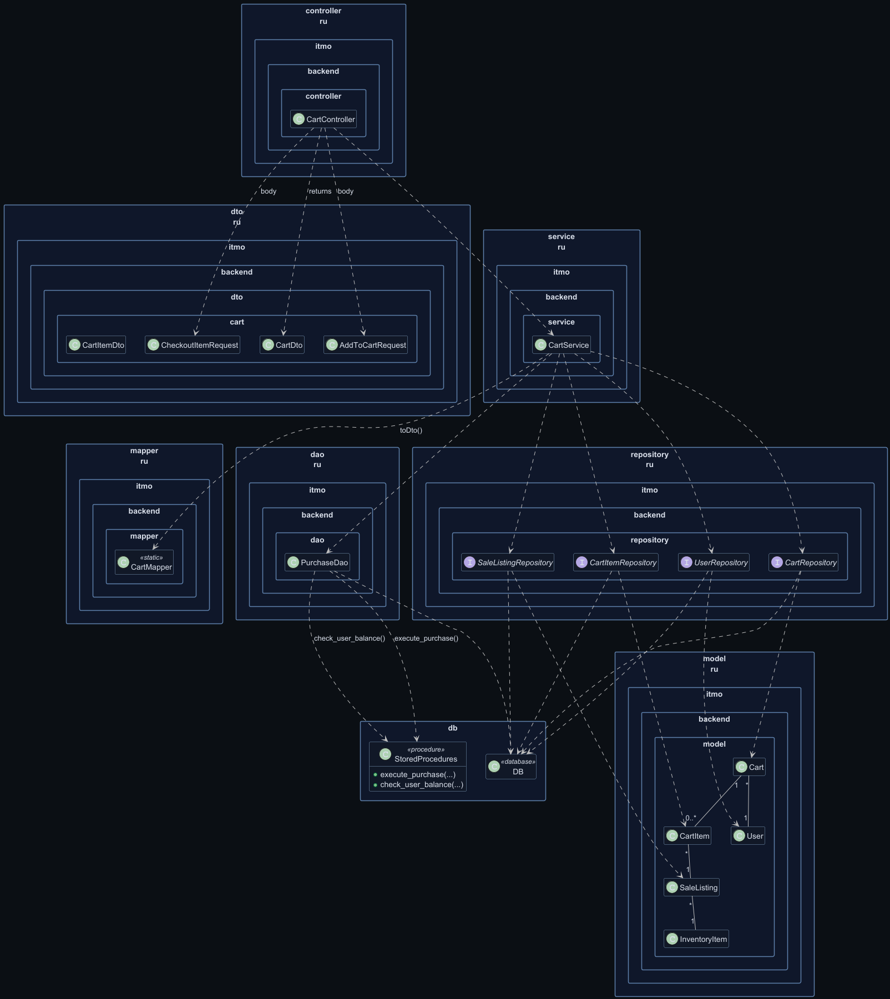 controller
ru
itmo
backend
controller
C CartController
body
returns
body
dto
ru
itmo
backend
dto
cart
C CartItemDto
C CheckoutItemRequest
C CartDto
C AddToCartRequest
service
ru
itmo
backend
service
C CartService
toDto()
mapper
ru
itmo
backend
mapper
C «static»
CartMapper
dao
ru
itmo
backend
dao
C PurchaseDao
repository
ru
itmo
backend
repository
I SaleListingRepository
I CartItemRepository
I UserRepository
I CartRepository
check_user_balance()
execute_purchase()
db
C «procedure»
StoredProcedures
execute_purchase(...)
check_user_balance(...)
C «database»
DB
model
ru
itmo
backend
model
C Cart
1
*
0..*
1
C CartItem
C User
*
1
C SaleListing
*
1
C InventoryItem